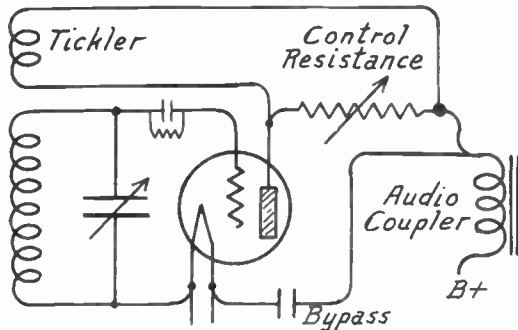 Tickler
Control
Resistance
Audio
Coupler
B+
Bypass